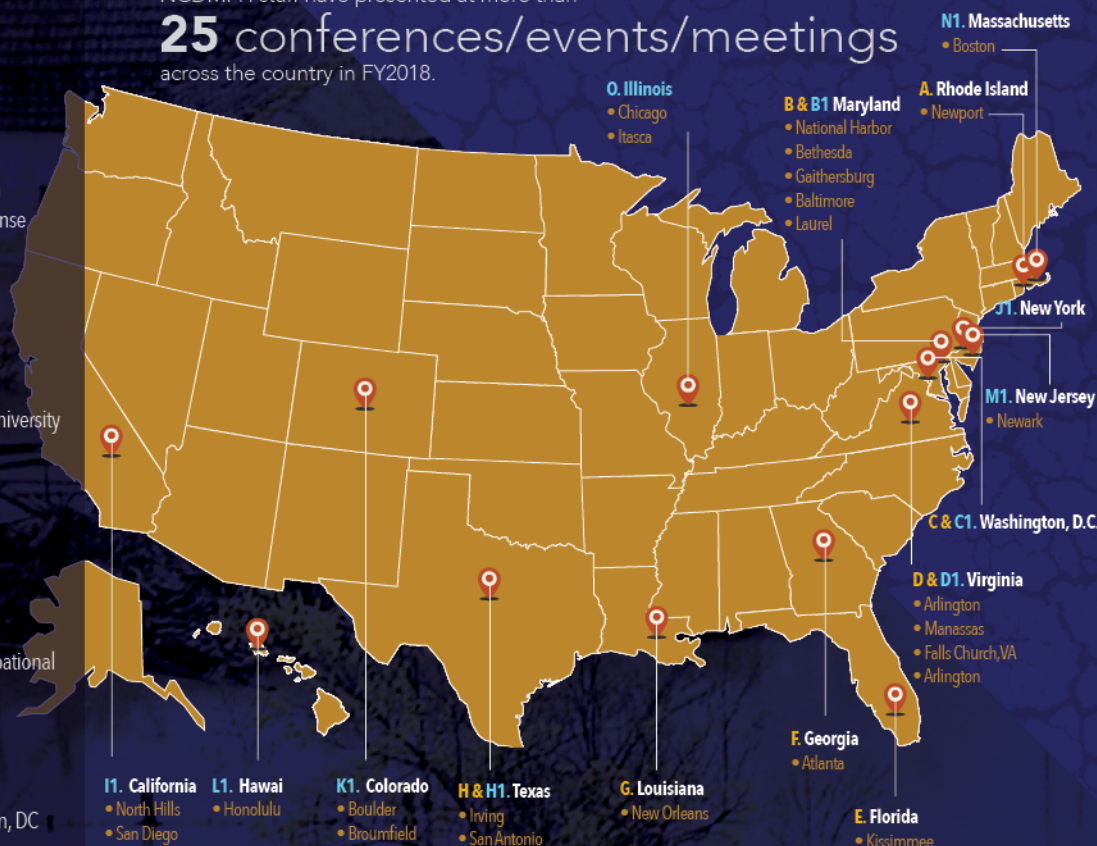 25 conferences/events/meetings
across the country in FY2018.
N1. Massachusetts
• Boston
A. Rhode Island
• Newport
O. Illinois
• Chicago
• Itasca
B & B1 Maryland
• National Harbor
• Bethesda
• Gaithersburg
• Baltimore
• Laurel
J1. New York
M1. New Jersey
• Newark
C & C1. Washington, D.C.
D & D1. Virginia
• Arlington
• Manassas
• Falls Church,VA
• Arlington
F. Georgia
• Atlanta
E. Florida
• Kissimmee
G. Louisiana
• New Orleans
H & H1. Texas
• Irving
• San Antonio
K1. Colorado
• Boulder
• Broumfield
L1. Hawai
• Honolulu
I1. California
• North Hills
• San Diego
nse
niversity
pational
n, DC